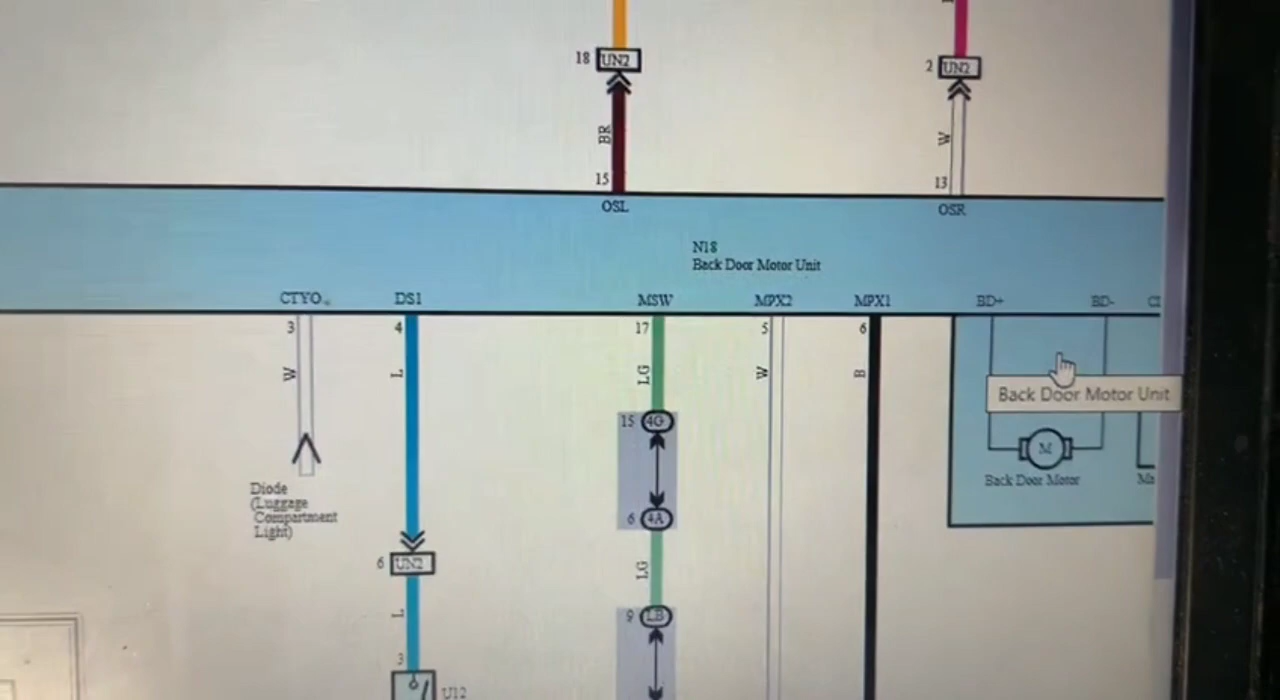 18 UN2
2 UN2
BR
W
15
13
OSL
OSR
N18
Back Door Motor Unit
CTYO DS1 MSW MPX2 MPX1 BD+ BD-
3 4 17 5 6
W L LG W B
Back Door Motor Unit
15 4G
M
Back Door Motor
Diode
(Luggage
Compartment
Light)
6 4A
6 UN2
LG
L
9 LB
3
U12